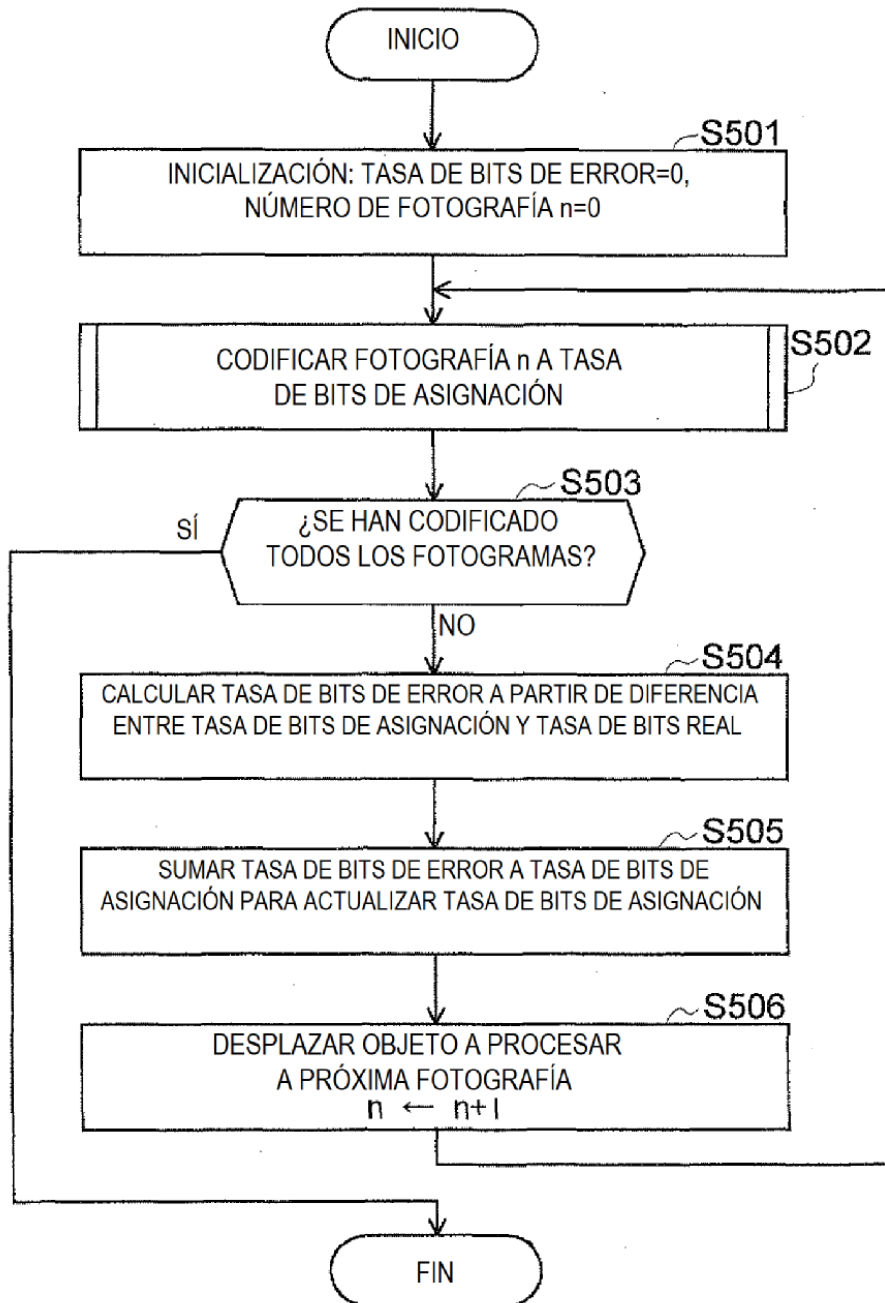 INICIO
S501
INICIALIZACIÓN: TASA DE BITS DE ERROR=0,
NÚMERO DE FOTOGRAFÍA n=0
S502
CODIFICAR FOTOGRAFÍA n A TASA
DE BITS DE ASIGNACIÓN
S503
SÍ
¿SE HAN CODIFICADO
TODOS LOS FOTOGRAMAS?
NO
S504
CALCULAR TASA DE BITS DE ERROR A PARTIR DE DIFERENCIA
ENTRE TASA DE BITS DE ASIGNACIÓN Y TASA DE BITS REAL
S505
SUMAR TASA DE BITS DE ERROR A TASA DE BITS DE
ASIGNACIÓN PARA ACTUALIZAR TASA DE BITS DE ASIGNACIÓN
S506
DESPLAZAR OBJETO A PROCESAR
A PRÓXIMA FOTOGRAFÍA
n ← n+1
FIN